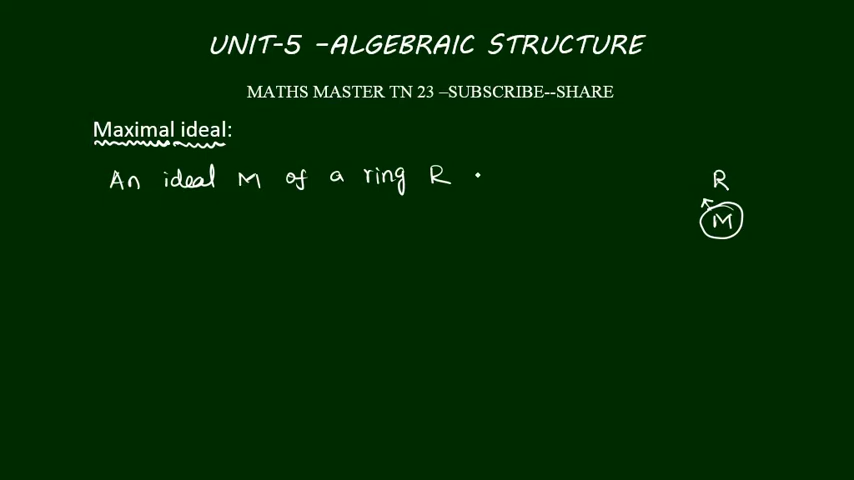 UNIT-5 –ALGEBRAIC STRUCTURE
MATHS MASTER TN 23 –SUBSCRIBE--SHARE
Maximal ideal:
An ideal M of a ring R
R
M